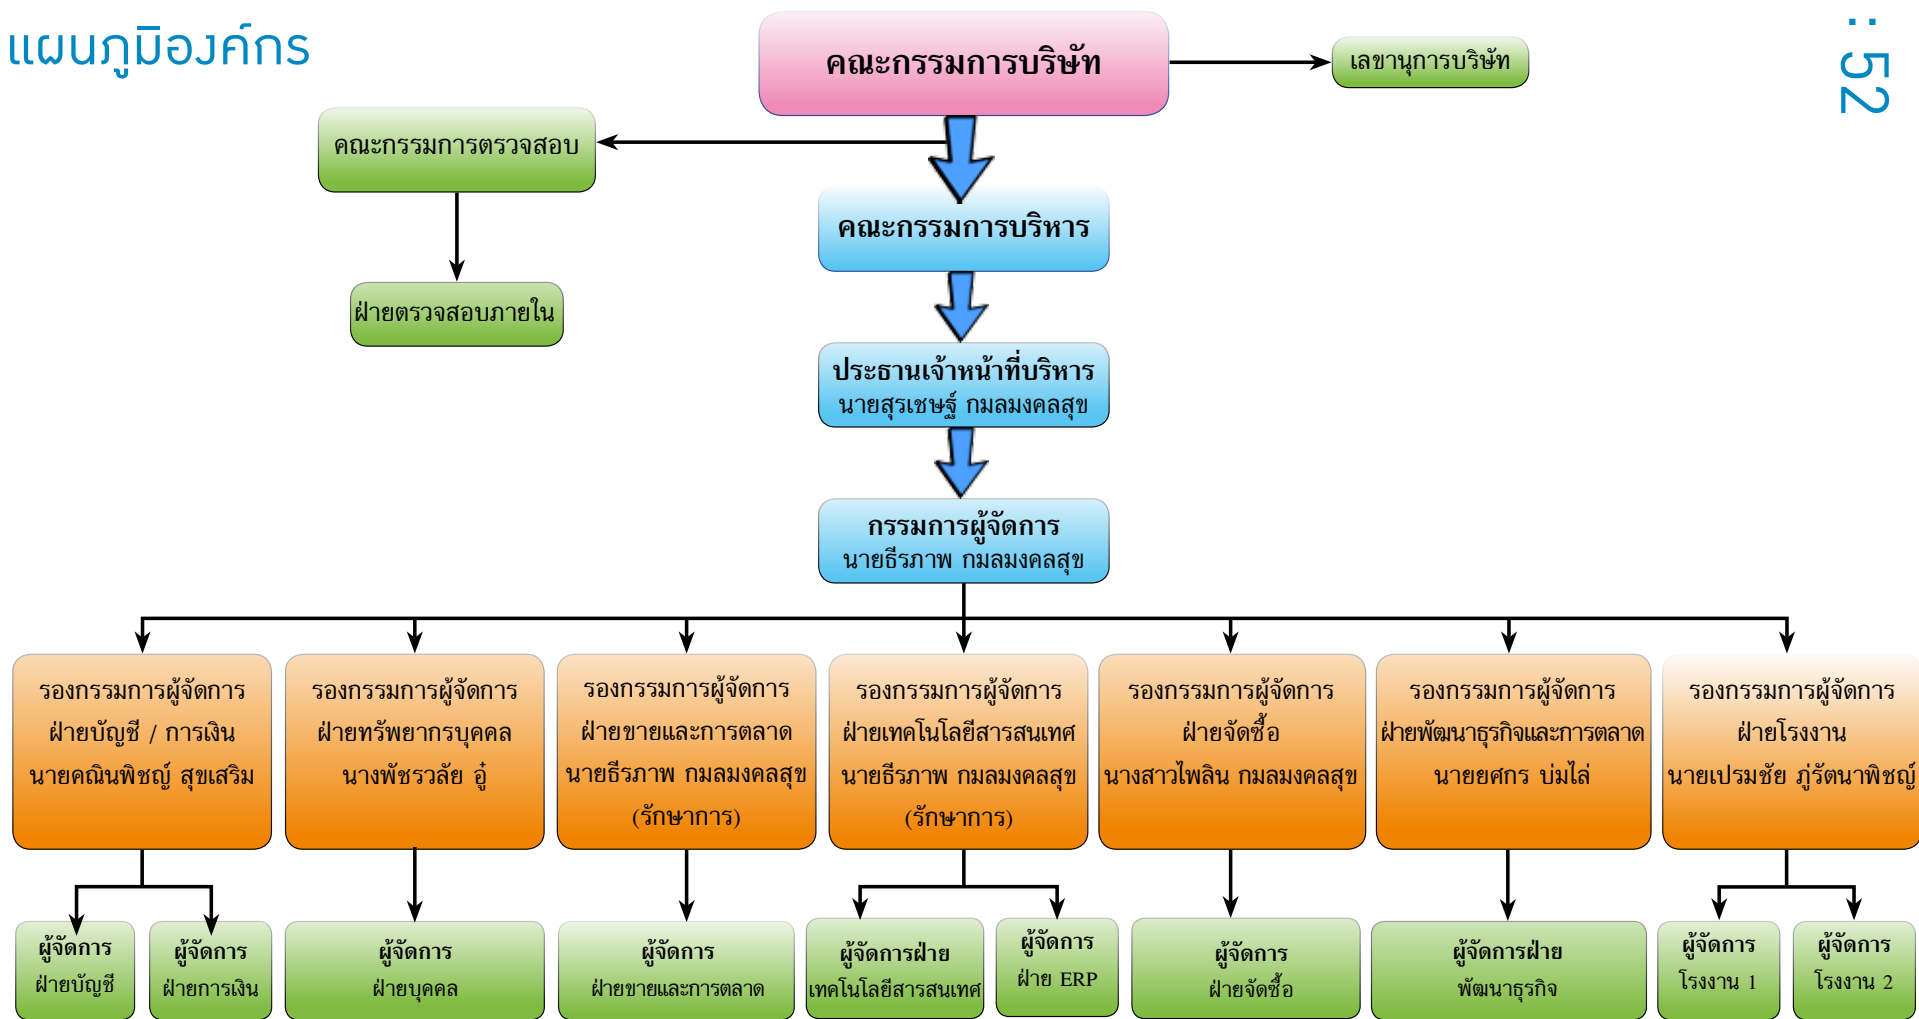 แผนภูมิองค์กร
: 52
คณะกรรมการบริษัท
เลขานุการบริษัท
คณะกรรมการตรวจสอบ
คณะกรรมการบริหาร
ฝ่ายตรวจสอบภายใน
ประธานเจ้าหน้าที่บริหาร
นายสุรเชษฐ์ กมลมงคลสุข
กรรมการผู้จัดการ
นายธีรภาพ กมลมงคลสุข
รองกรรมการผู้จัดการ
ฝ่ายบัญชี / การเงิน
นายคณินพิชญ์ สุขเสริม
รองกรรมการผู้จัดการ
ฝ่ายทรัพยากรบุคคล
นางพัชรวลัย อู๋
รองกรรมการผู้จัดการ
ฝ่ายขายและการตลาด
นายธีรภาพ กมลมงคลสุข
(รักษาการ)
รองกรรมการผู้จัดการ
ฝ่ายเทคโนโลยีสารสนเทศ
นายธีรภาพ กมลมงคลสุข
(รักษาการ)
รองกรรมการผู้จัดการ
ฝ่ายจัดซื้อ
นางสาวไพลิน กมลมงคลสุข
รองกรรมการผู้จัดการ
ฝ่ายพัฒนาธุรกิจและการตลาด
นายยศกร บ่มไล่
รองกรรมการผู้จัดการ
ฝ่ายโรงงาน
นายเปรมชัย ภู่รัตนาพิชญ์
ผู้จัดการ
ฝ่ายบัญชี
ผู้จัดการ
ฝ่ายการเงิน
ผู้จัดการ
ฝ่ายบุคคล
ผู้จัดการ
ฝ่ายขายและการตลาด
ผู้จัดการฝ่าย
เทคโนโลยีสารสนเทศ
ผู้จัดการ
ฝ่าย ERP
ผู้จัดการ
ฝ่ายจัดซื้อ
ผู้จัดการฝ่าย
พัฒนาธุรกิจ
ผู้จัดการ
โรงงาน 1
ผู้จัดการ
โรงงาน 2